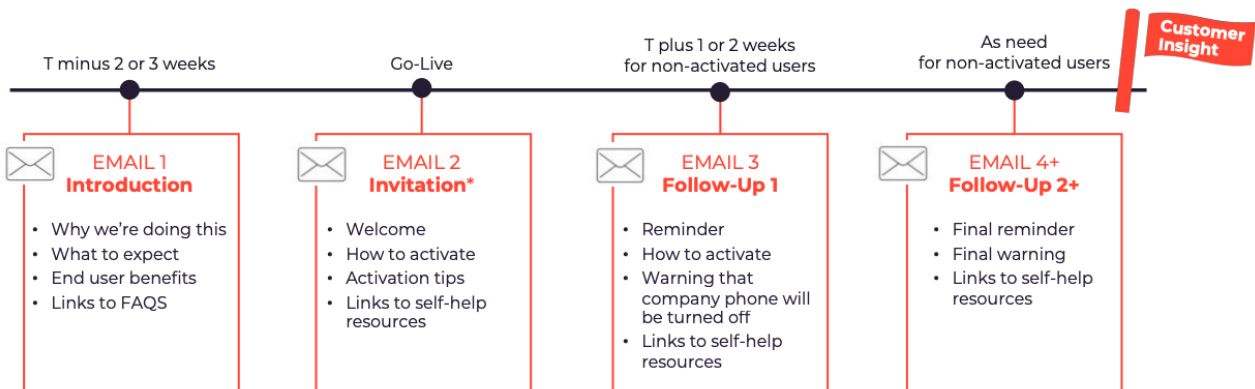 Customer
Insight
T minus 2 or 3 weeks
Go-Live
T plus 1 or 2 weeks
for non-activated users
As need
for non-activated users
EMAIL 1
Introduction
• Why we're doing this
• What to expect
• End user benefits
• Links to FAQS
EMAIL 2
Invitation*
• Welcome
• How to activate
• Activation tips
• Links to self-help
resources
EMAIL 3
Follow-Up 1
• Reminder
• How to activate
• Warning that
company phone will
be turned off
• Links to self-help
resources
EMAIL 4+
Follow-Up 2+
• Final reminder
• Final warning
• Links to self-help
resources